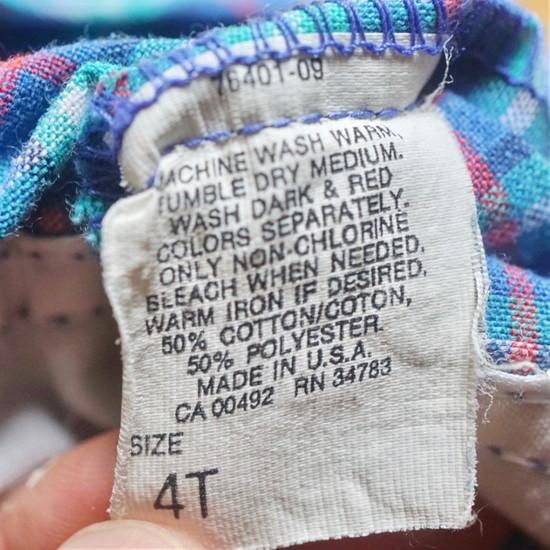 76401-09
MACHINE WASH WARM,
TUMBLE DRY MEDIUM.
WASH DARK & RED
COLORS SEPARATELY.
ONLY NON-CHLORINE
BLEACH WHEN NEEDED.
WARM IRON IF DESIRED.
50% COTTON/COTON,
50% POLYESTER.
MADE IN U.S.A.
CA 00492 RN 34783
SIZE
4T